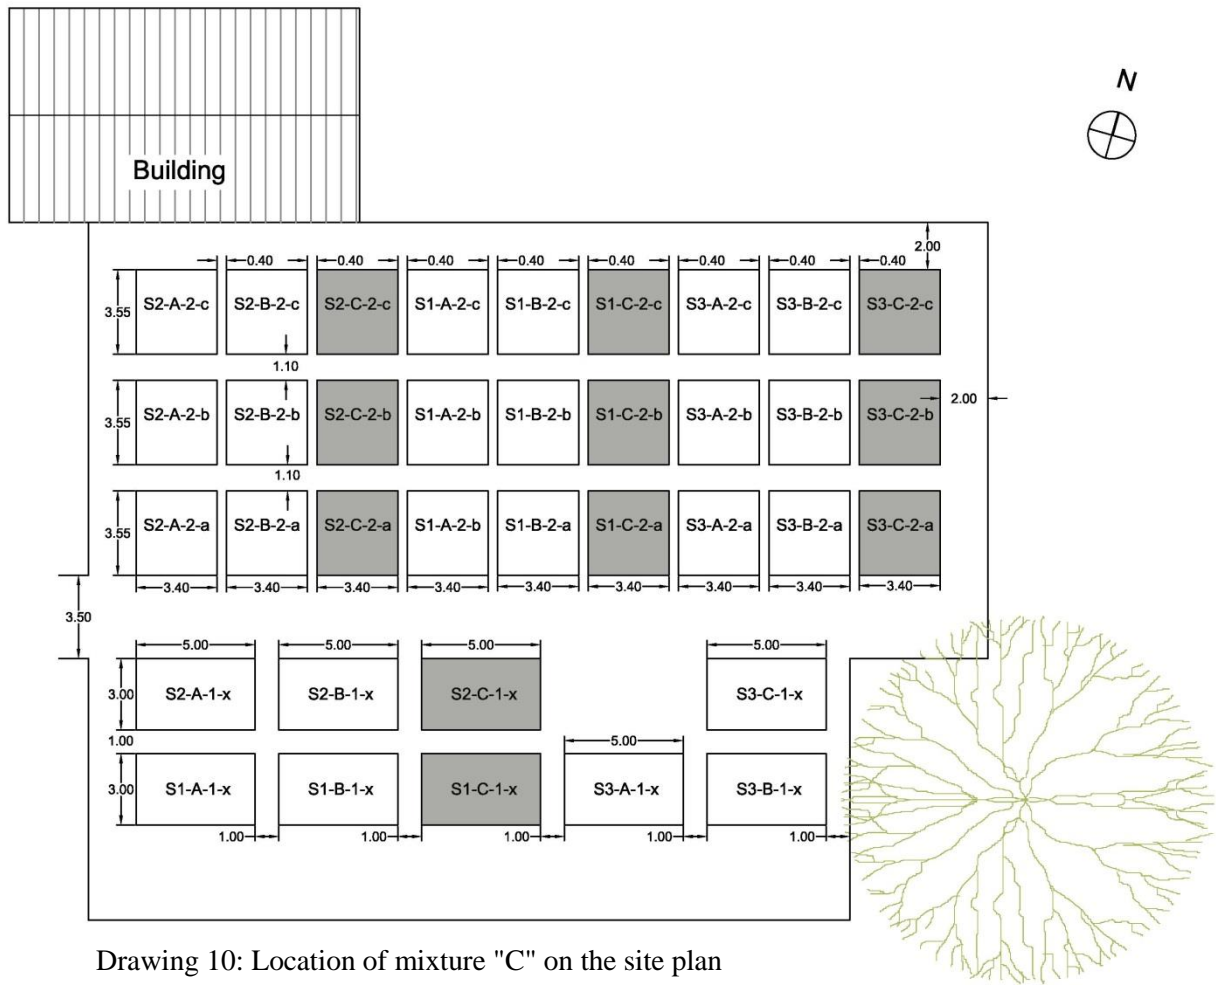 N
Building
2.00
0.40 0.40 0.40 0.40 0.40 0.40 0.40 0.40
3.55 S2-A-2-c S2-B-2-c S2-C-2-c S1-A-2-c S1-B-2-c S1-C-2-c S3-A-2-c S3-B-2-c S3-C-2-c
1.10
3.55 S2-A-2-b S2-B-2-b S2-C-2-b S1-A-2-b S1-B-2-b S1-C-2-b S3-A-2-b S3-B-2-b S3-C-2-b 2.00
1.10
3.55 S2-A-2-a S2-B-2-a S2-C-2-a S1-A-2-b S1-B-2-a S1-C-2-a S3-A-2-a S3-B-2-a S3-C-2-a
3.40 3.40 3.40 3.40 3.40 3.40 3.40 3.40 3.40
3.50
5.00 5.00 5.00 5.00
3.00 S2-A-1-x S2-B-1-x S2-C-1-x S3-C-1-x
1.00 5.00
3.00 S1-A-1-x S1-B-1-x S1-C-1-x S3-A-1-x S3-B-1-x
1.00 1.00 1.00 1.00 1.00
Drawing 10: Location of mixture "C" on the site plan